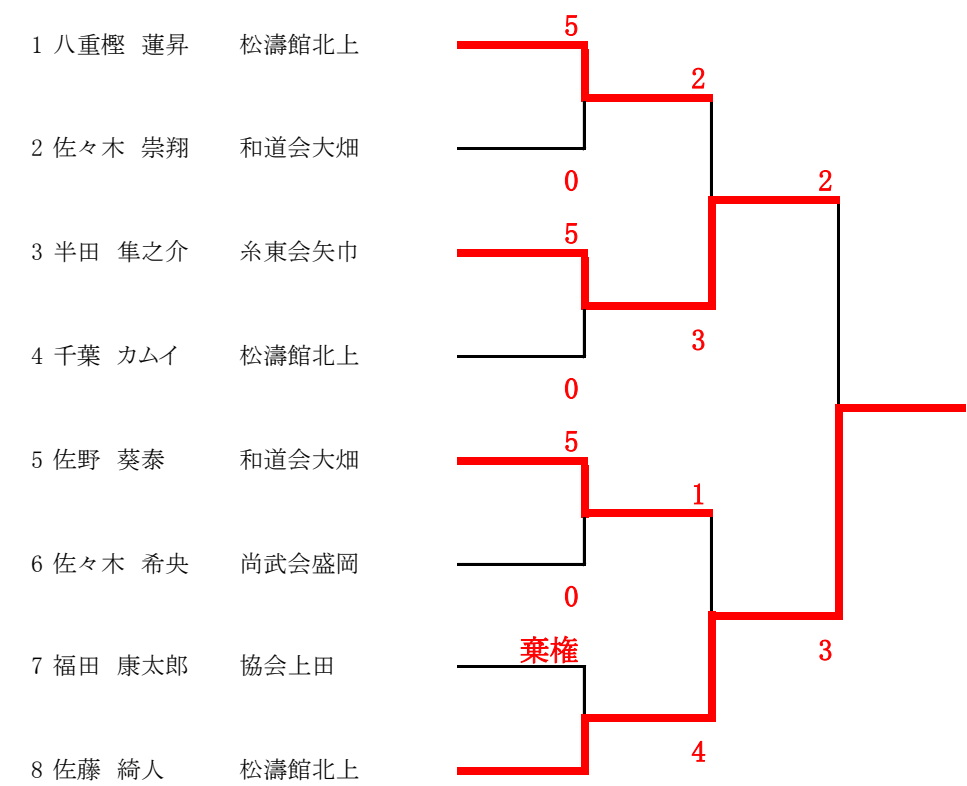 5
1 八重樫 蓮昇 松濤館北上
2
2 佐々木 崇翔 和道会大畑
0
2
5
3 半田 隼之介 糸東会矢巾
3
4 千葉 カムイ 松濤館北上
0
5
5 佐野 葵泰 和道会大畑
1
6 佐々木 希央 尚武会盛岡
0
棄権
3
7 福田 康太郎 協会上田
4
8 佐藤 綺人 松濤館北上